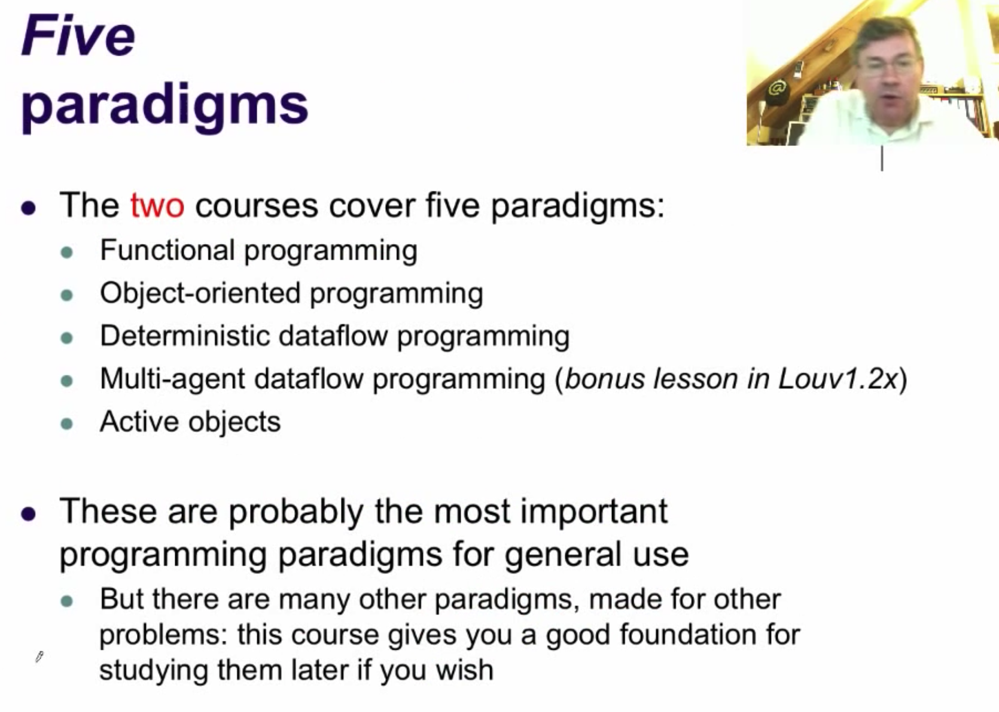 Five
paradigms
@
The two courses cover five paradigms:
Functional programming
Object-oriented programming
Deterministic dataflow programming
Multi-agent dataflow programming (bonus lesson in Louv1.2x)
Active objects
These are probably the most important
programming paradigms for general use
But there are many other paradigms, made for other
problems: this course gives you a good foundation for
studying them later if you wish